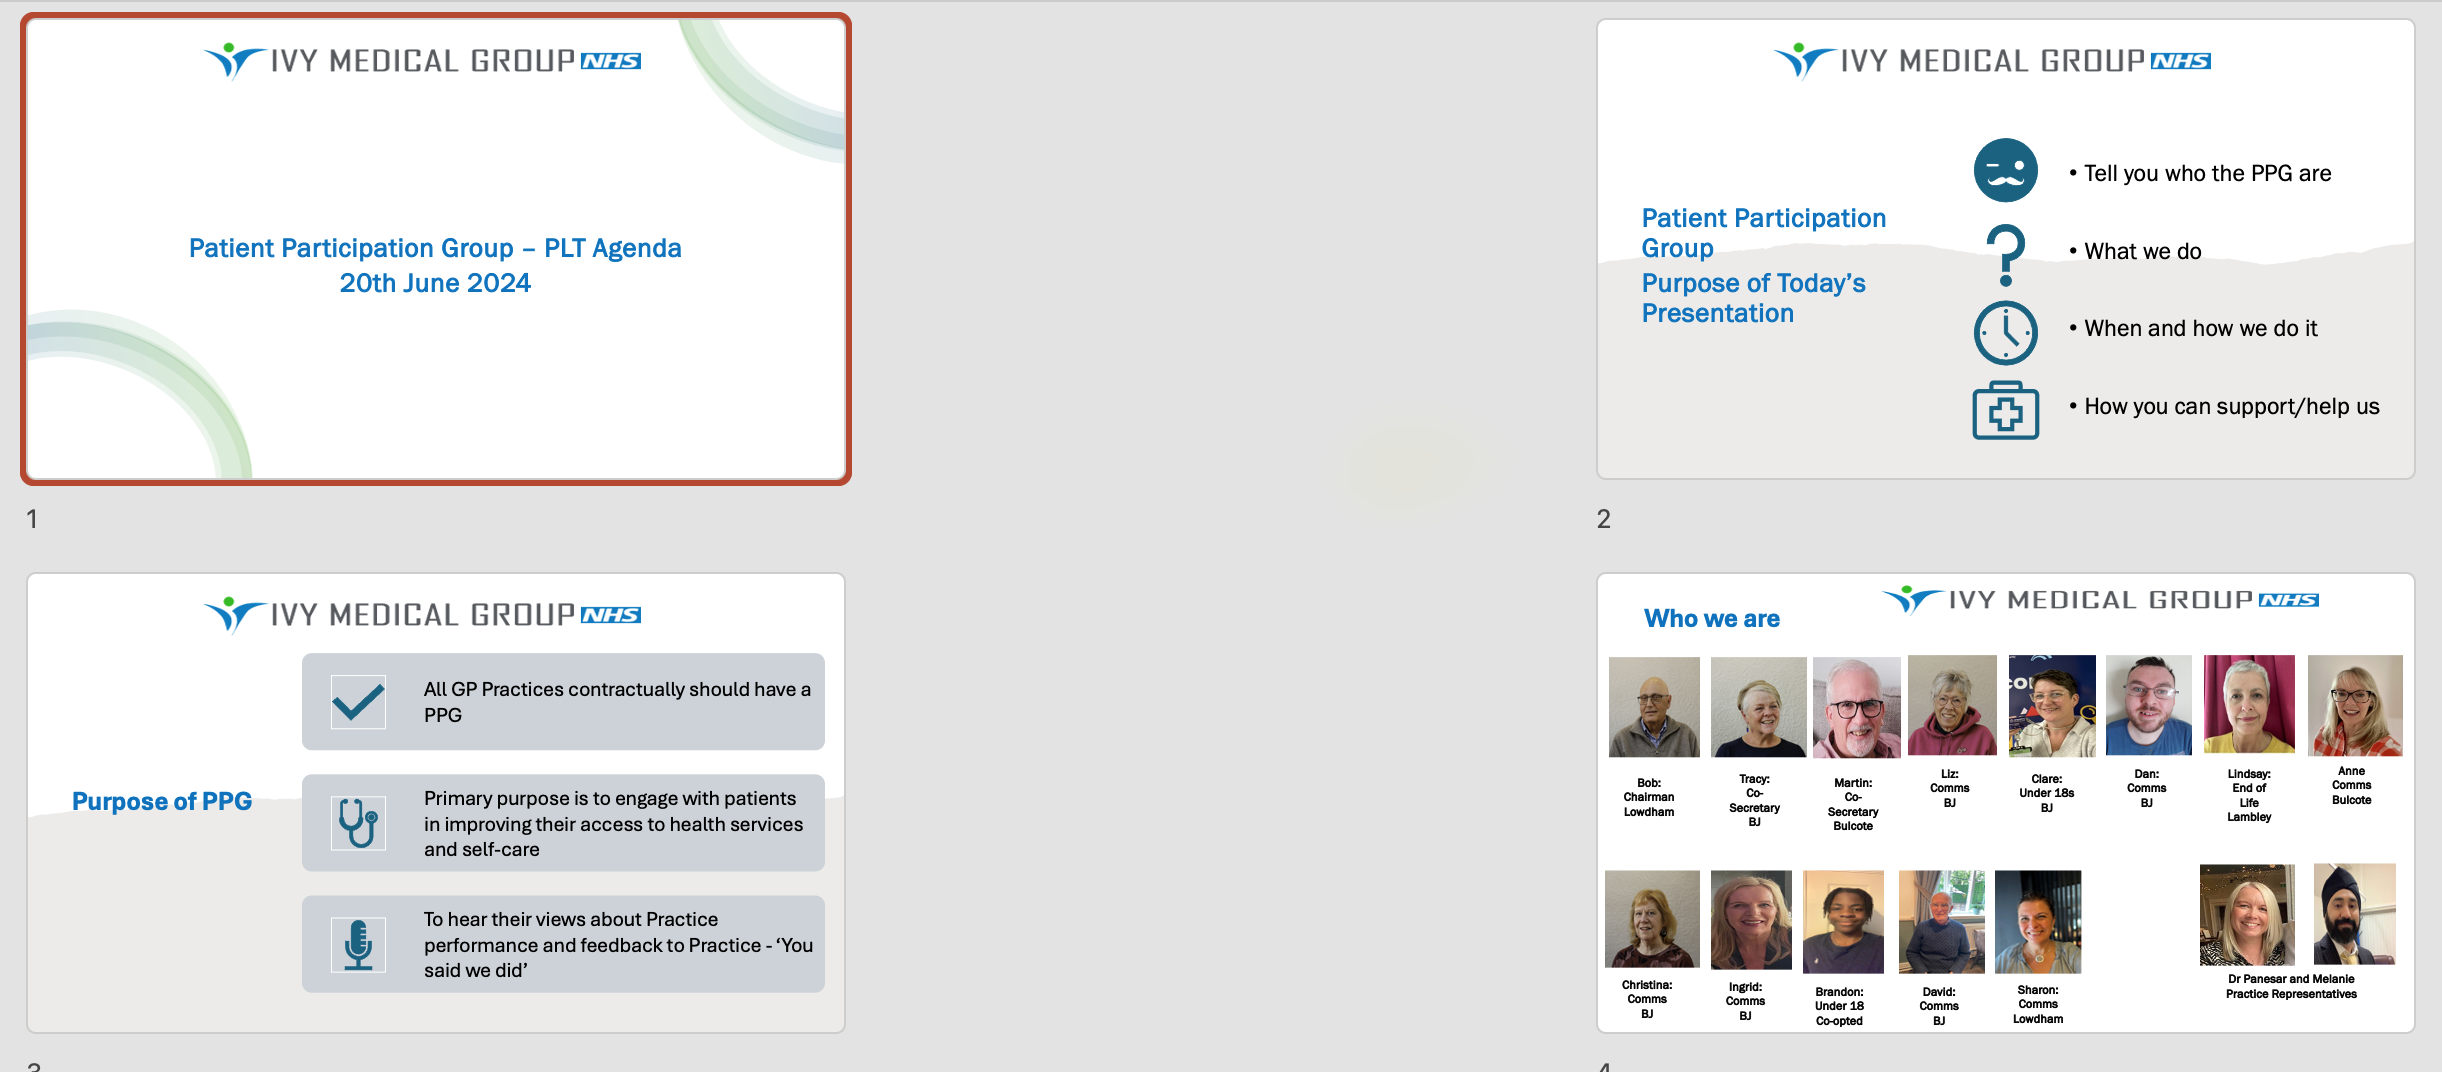 IVY MEDICAL GROUP NHS
Patient Participation Group – PLT Agenda
20th June 2024
1
IVY MEDICAL GROUP NHS
Patient Participation
Group
Purpose of Today’s
Presentation
• Tell you who the PPG are
• What we do
• When and how we do it
• How you can support/help us
2
IVY MEDICAL GROUP NHS
Purpose of PPG
All GP Practices contractually should have a
PPG
Primary purpose is to engage with patients
in improving their access to health services
and self-care
To hear their views about Practice
performance and feedback to Practice - ‘You
said we did’
3
Who we are
IVY MEDICAL GROUP NHS
Bob:
Chairman
Lowdham
Tracy:
Co-
Secretary
BJ
Martin:
Co-
Secretary
Bulcote
Liz:
Comms
BJ
Clare:
Under 18s
BJ
Dan:
Comms
BJ
Lindsay:
End of
Life
Lambley
Anne
Comms
Bulcote
Christina:
Comms
BJ
Ingrid:
Comms
BJ
Brandon:
Under 18
Co-opted
David:
Comms
BJ
Sharon:
Comms
Lowdham
Dr Panesar and Melanie
Practice Representatives
4